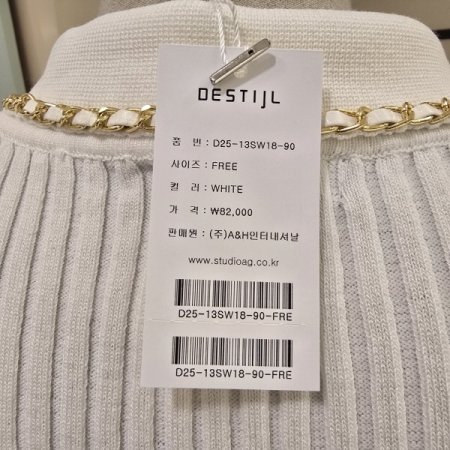 DESTIJL
품 번 : D25-13SW18-90
사이즈 : FREE
컬 러 : WHITE
가 격 : ₩82,000
판매원 : (주)A&H인터내셔날
www.studioag.co.kr
D25-13SW18-90-FRE
D25-13SW18-90-FRE